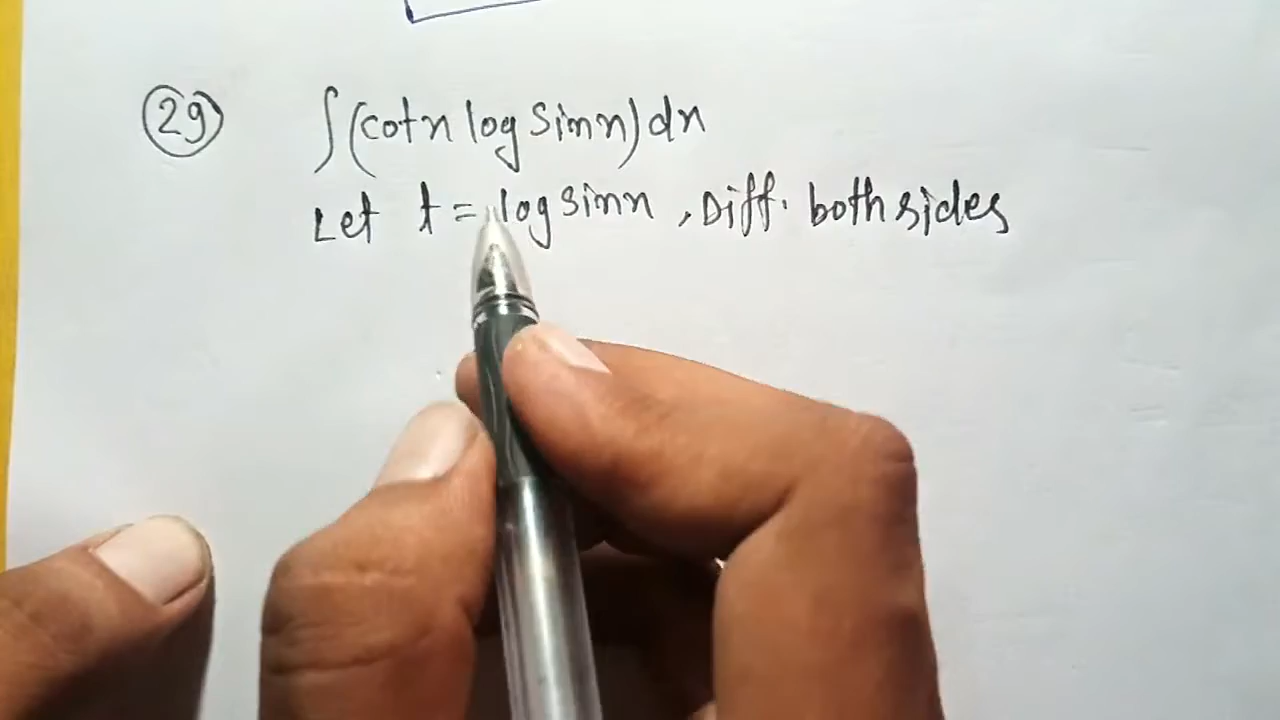 29 ∫(cotx log sinx)dx
Let t = log sinx , Diff. both sides